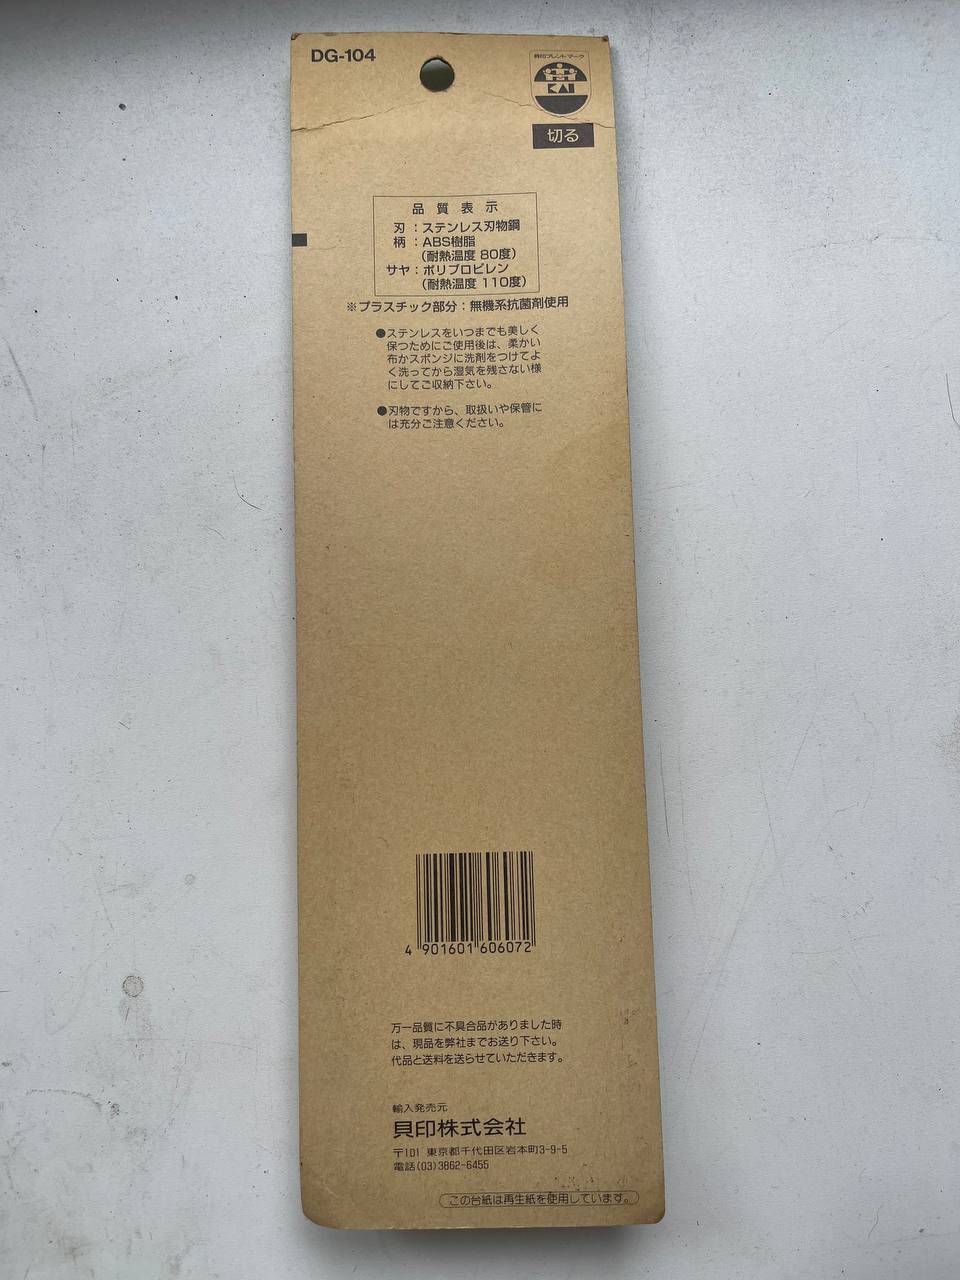 DG-104
貝印フレンドマーク
KAI
切る
品質表示
刃：ステンレス刃物鋼
柄：ABS樹脂
(耐熱温度 80度)
サヤ：ポリプロピレン
(耐熱温度 110度)
※プラスチック部分：無機系抗菌剤使用
●ステンレスをいつまでも美しく
保つためにご使用後は、柔かい
布かスポンジに洗剤をつけてよ
く洗ってから湿気を残さない様
にしてご収納下さい。
●刃物ですから、取扱いや保管に
は充分ご注意ください。
4 901601 606072
万一品質に不具合品がありました時
は、現品を弊社までお送り下さい。
代品と送料を送らせていただきます。
輸入発売元
貝印株式会社
〒101 東京都千代田区岩本町3-9-5
電話(03)3862-6455
この台紙は再生紙を使用しています。